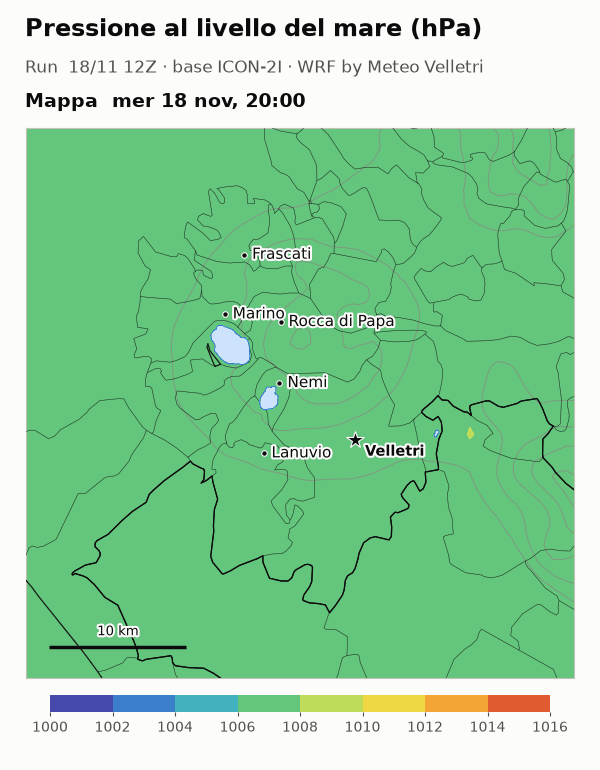 Pressione al livello del mare (hPa)
Run  18/11 12Z · base ICON-2I · WRF by Meteo Velletri
Mappa  mer 18 nov, 20:00
Frascati
Marino
Rocca di Papa
Nemi
Velletri
Lanuvio
10 km
1000 1002 1004 1006 1008 1010 1012 1014 1016